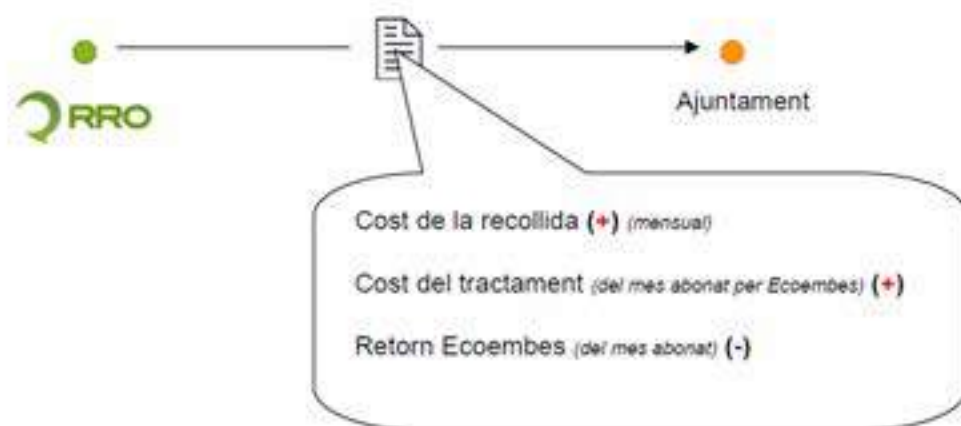 RRO
Ajuntament
Cost de la recollida (+) (mensual)
Cost del tractament (del mes abonat per Ecoembes) (+)
Retorn Ecoembes (del mes abonat) (-)